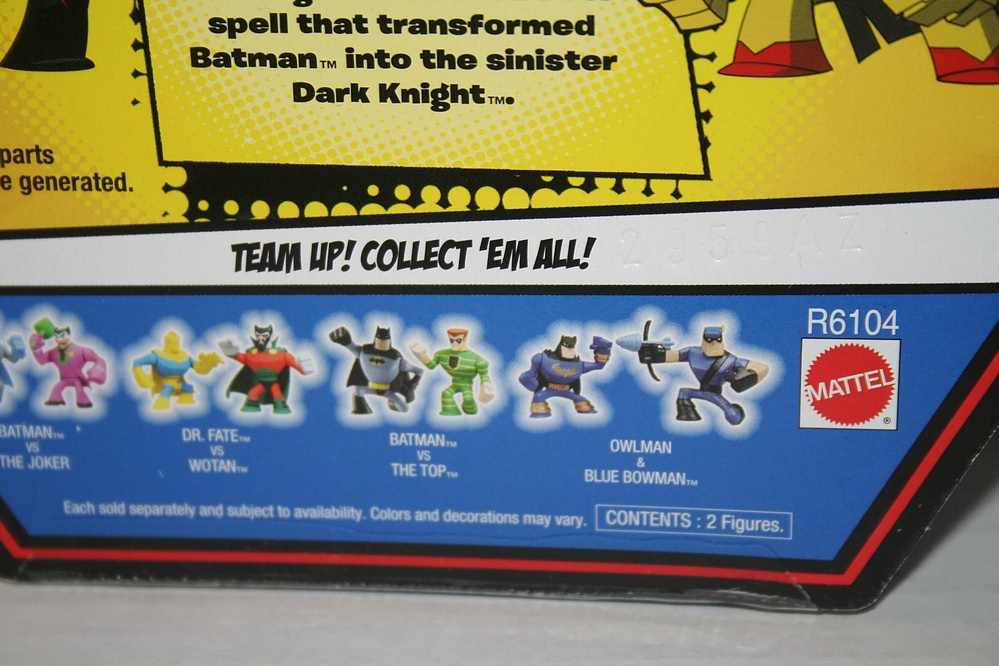 spell that transformed
Batman™ into the sinister
Dark Knight™.
parts
e generated.
TEAM UP! COLLECT 'EM ALL!
R6104
MATTEL
®
BATMAN™
VS
THE JOKER
DR. FATE™
VS
WOTAN™
BATMAN™
VS
THE TOP™
OWLMAN
&
BLUE BOWMAN™
Each sold separately and subject to availability. Colors and decorations may vary.
CONTENTS : 2 Figures.